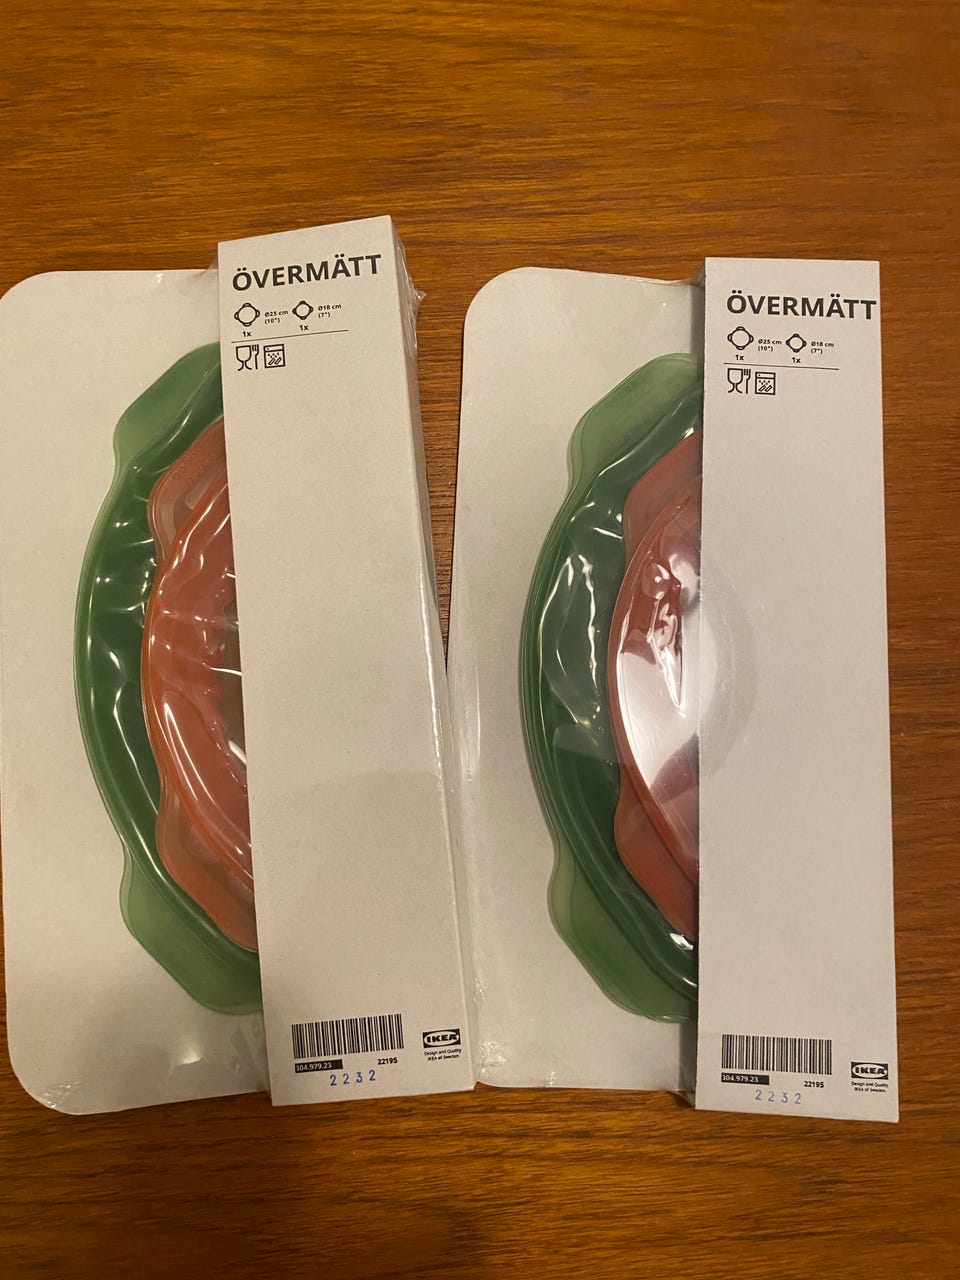 ÖVERMÄTT
Ø25 cm
(10")
1x
Ø18 cm
(7")
1x
304.979.23
22195
2232
IKEA
Design and Quality
IKEA of Sweden
ÖVERMÄTT
Ø25 cm
(10")
1x
Ø18 cm
(7")
1x
304.979.23
22195
2232
IKEA
Design and Quality
IKEA of Sweden